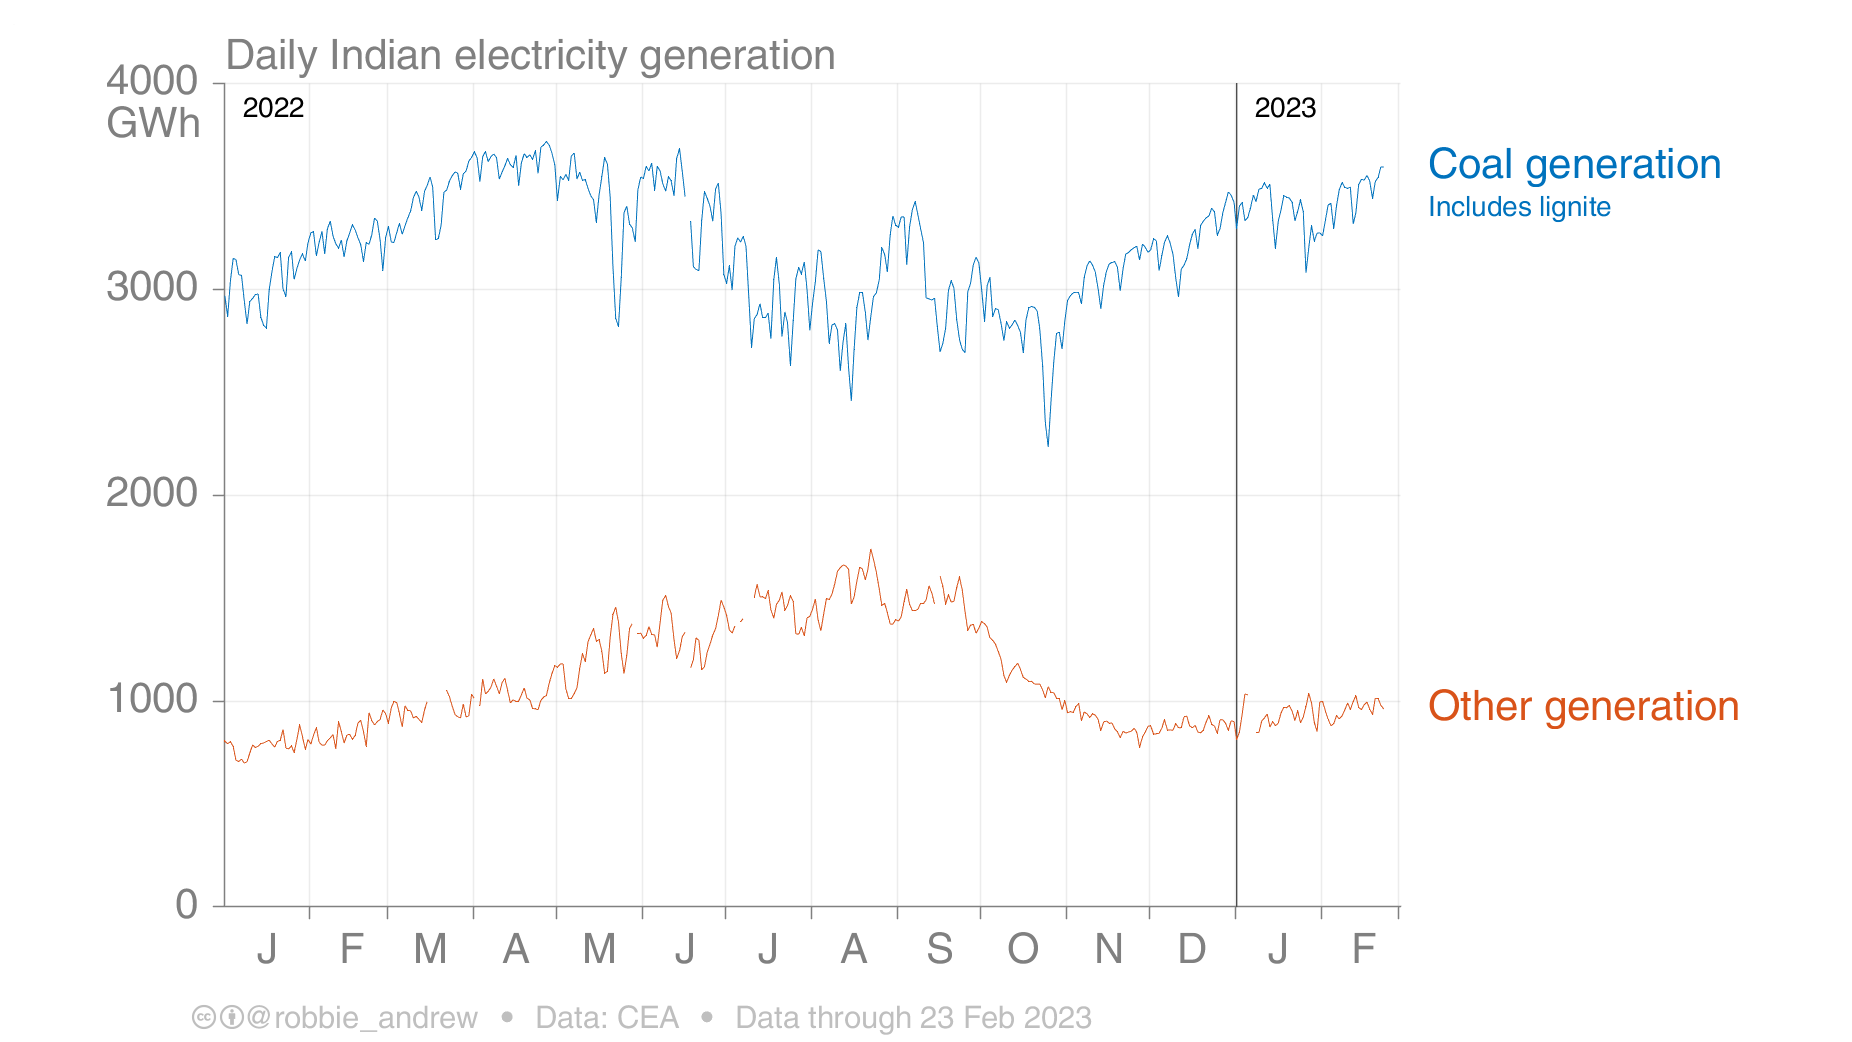 Daily Indian electricity generation
4000
GWh
2022
2023
Coal generation
Includes lignite
3000
2000
1000
Other generation
0
J F M A M J J A S O N D J F
@robbie_andrew • Data: CEA • Data through 23 Feb 2023